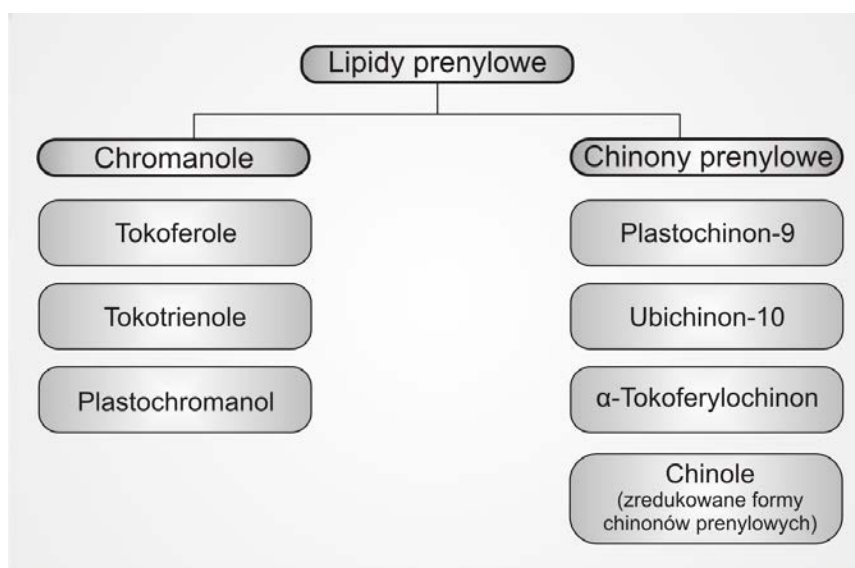 Lipidy prenylowe
Chromanole
Tokoferole
Tokotrienole
Plastochromanol
Chinony prenylowe
Plastochinon-9
Ubichinon-10
α-Tokoferylochinon
Chinole
(zredukowane formy
chinonów prenylowych)